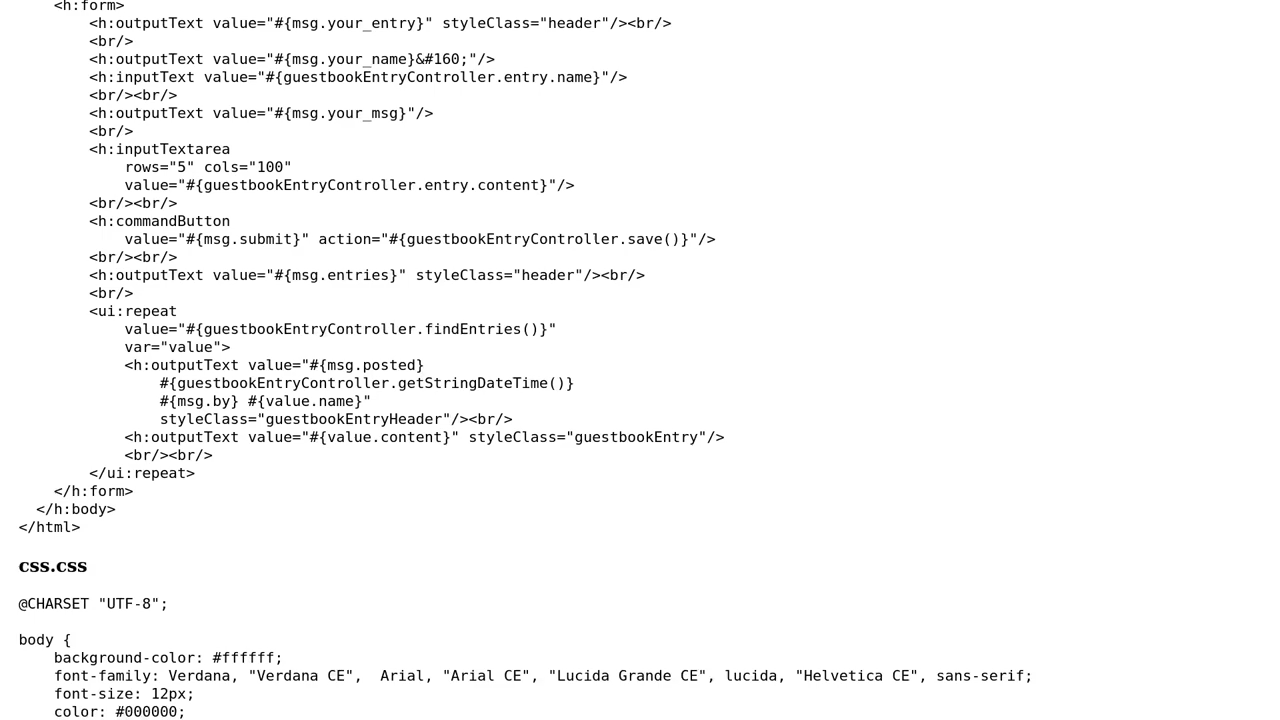 <h:form>
<h:outputText value="#{msg.your_entry}" styleClass="header"/><br/>
<br/>
<h:outputText value="#{msg.your_name}&#160;"/>
<h:inputText value="#{guestbookEntryController.entry.name}"/>
<br/><br/>
<h:outputText value="#{msg.your_msg}"/>
<br/>
<h:inputTextarea
rows="5" cols="100"
value="#{guestbookEntryController.entry.content}"/>
<br/><br/>
<h:commandButton
value="#{msg.submit}" action="#{guestbookEntryController.save()}"/>
<br/><br/>
<h:outputText value="#{msg.entries}" styleClass="header"/><br/>
<br/>
<ui:repeat
value="#{guestbookEntryController.findEntries()}"
var="value">
<h:outputText value="#{msg.posted}
#{guestbookEntryController.getStringDateTime()}
#{msg.by} #{value.name}"
styleClass="guestbookEntryHeader"/><br/>
<h:outputText value="#{value.content}" styleClass="guestbookEntry"/>
<br/><br/>
</ui:repeat>
</h:form>
</h:body>
</html>
css.css
@CHARSET "UTF-8";
body {
background-color: #ffffff;
font-family: Verdana, "Verdana CE",  Arial, "Arial CE", "Lucida Grande CE", lucida, "Helvetica CE", sans-serif;
font-size: 12px;
color: #000000;